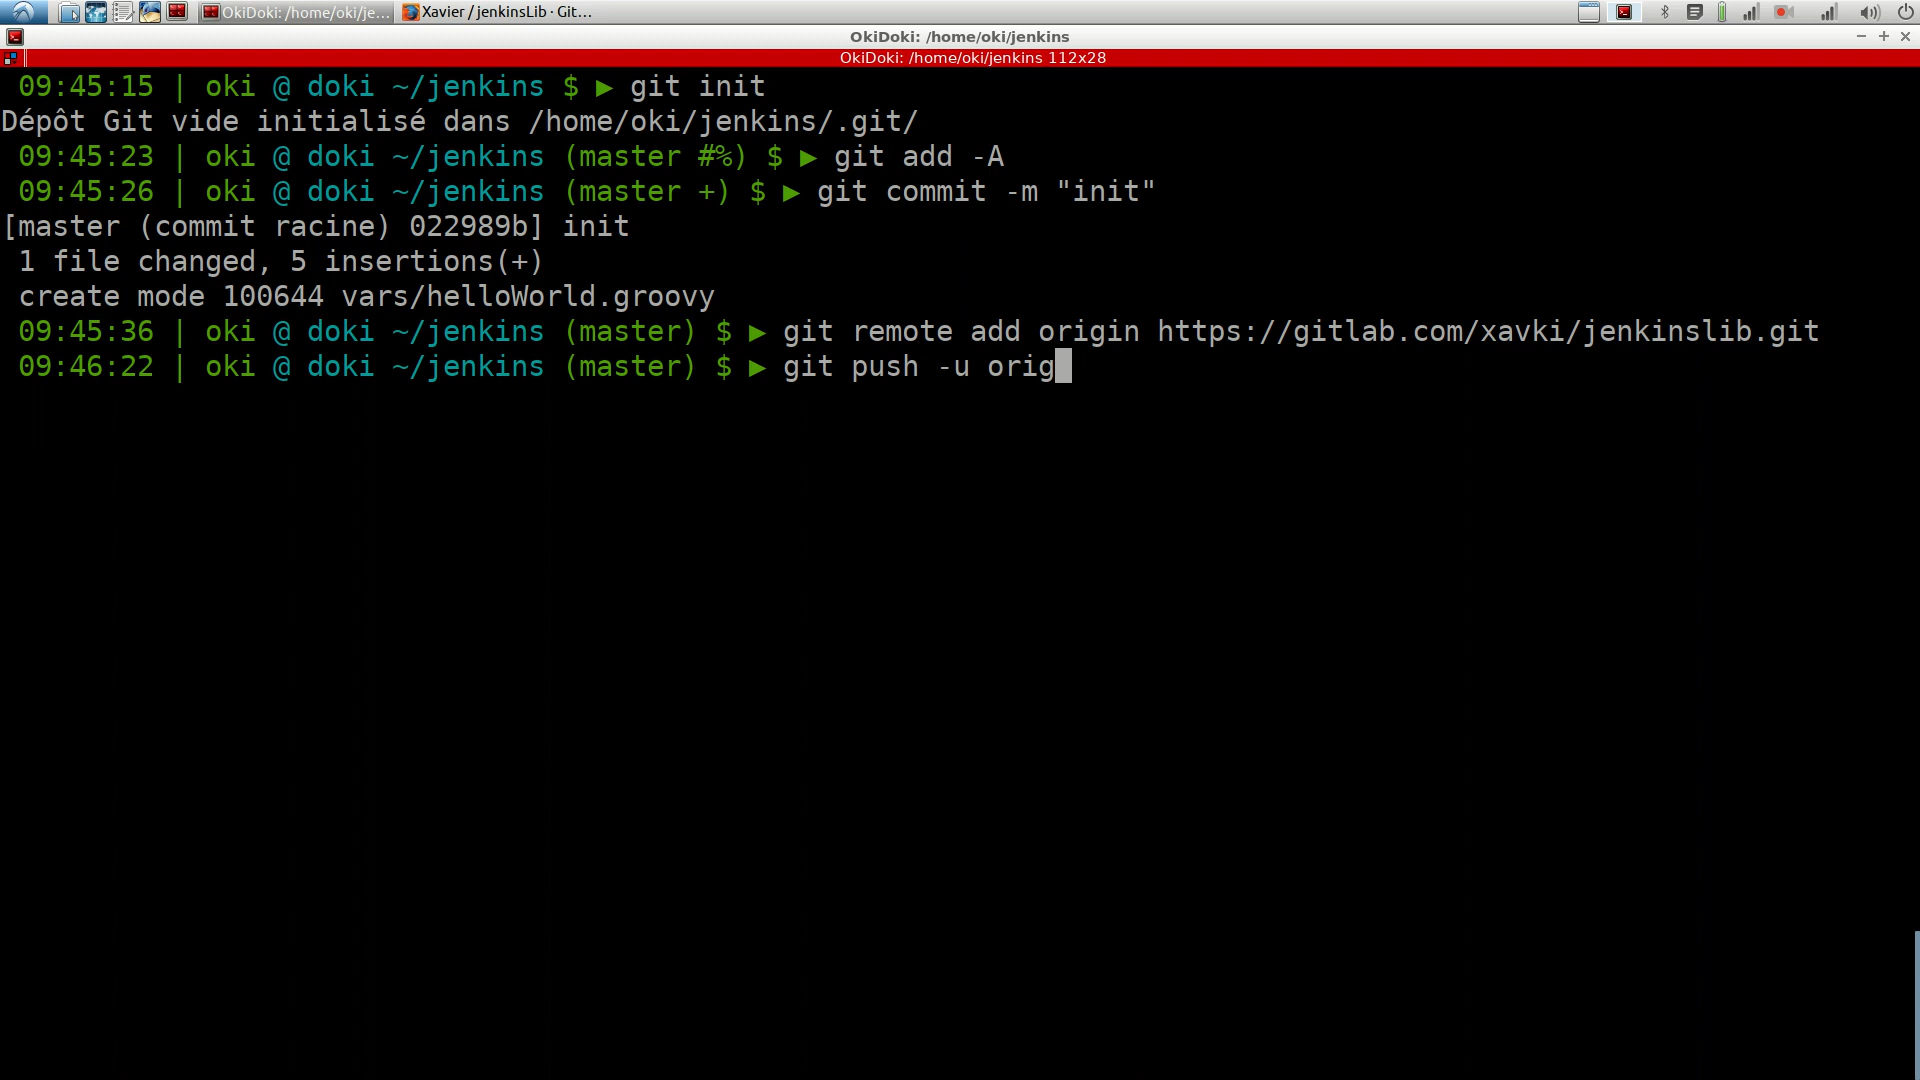 OkiDoki: /home/oki/je...
Xavier / jenkinsLib · Git...
OkiDoki: /home/oki/jenkins
OkiDoki: /home/oki/jenkins 112x28
09:45:15 | oki @ doki ~/jenkins $ ► git init
Dépôt Git vide initialisé dans /home/oki/jenkins/.git/
09:45:23 | oki @ doki ~/jenkins (master #%) $ ► git add -A
09:45:26 | oki @ doki ~/jenkins (master +) $ ► git commit -m "init"
[master (commit racine) 022989b] init
1 file changed, 5 insertions(+)
create mode 100644 vars/helloWorld.groovy
09:45:36 | oki @ doki ~/jenkins (master) $ ► git remote add origin https://gitlab.com/xavki/jenkinslib.git
09:46:22 | oki @ doki ~/jenkins (master) $ ► git push -u orig